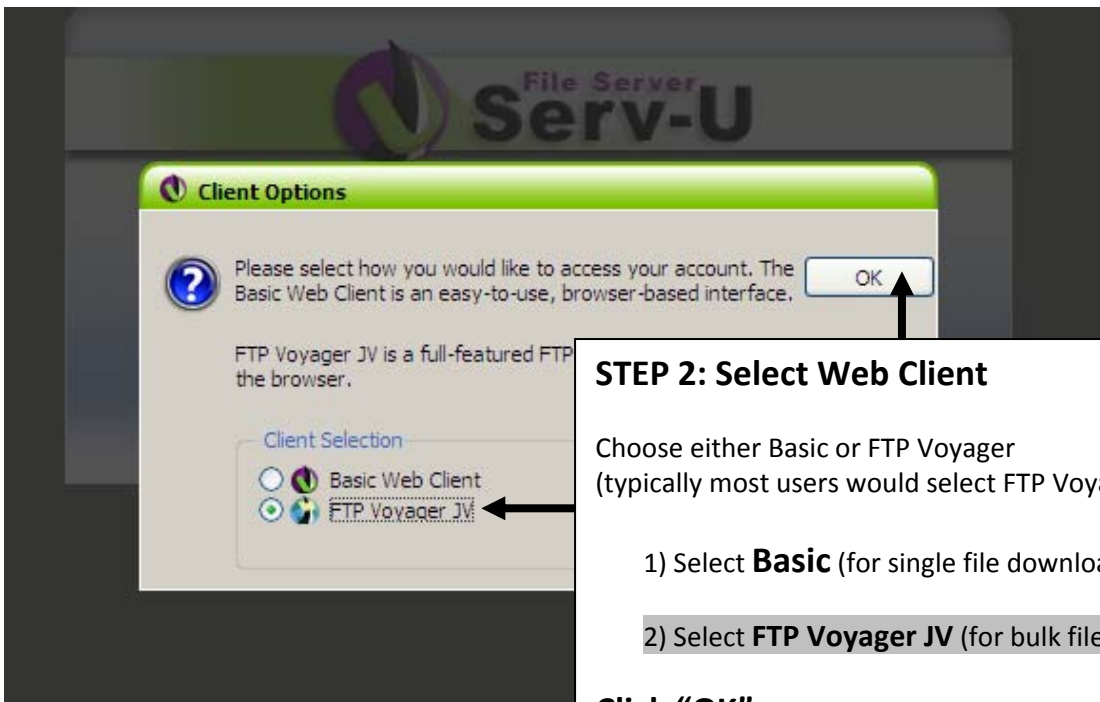 File Server
Serv-U
Client Options
Please select how you would like to access your account. The
Basic Web Client is an easy-to-use, browser-based interface.
OK
FTP Voyager JV is a full-featured FTP
the browser.
Client Selection
Basic Web Client
FTP Voyager JV
STEP 2: Select Web Client
Choose either Basic or FTP Voyager
(typically most users would select FTP
1) Select Basic (for single file
2) Select FTP Voyager JV (for bulk
Click “OK”